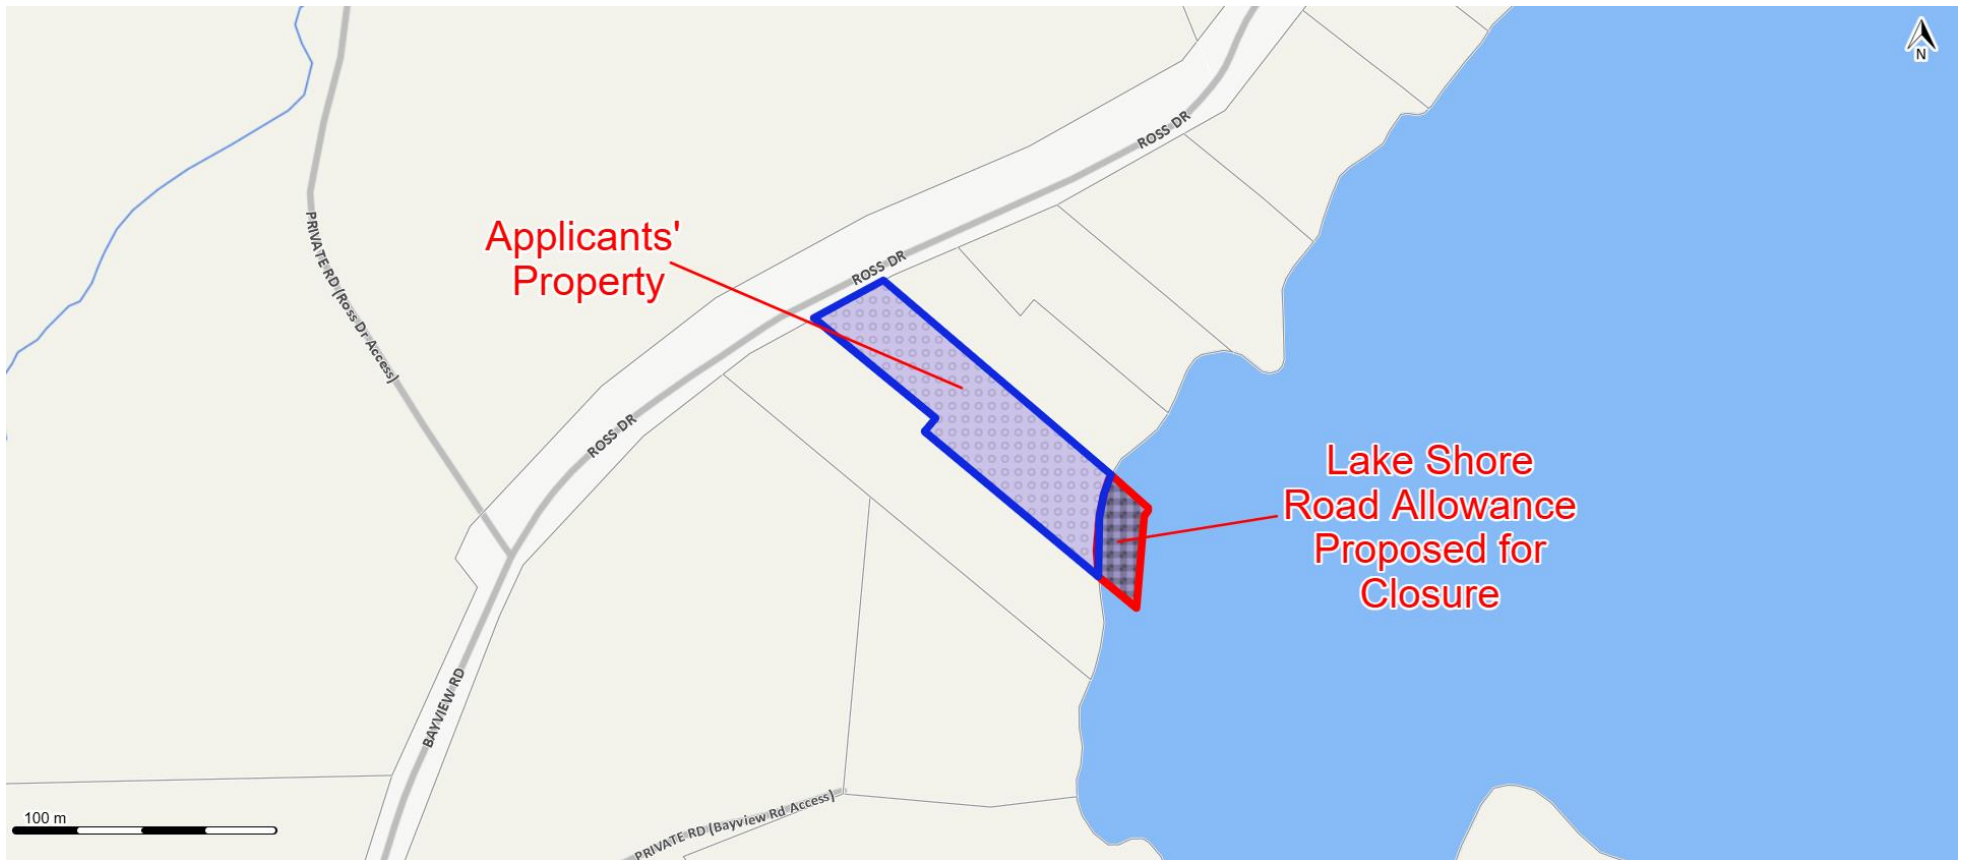 N
ROSS DR
PRIVATE RD (Ross Dr Access)
Applicants'
Property
ROSS DR
ROSS DR
Lake Shore
Road Allowance
Proposed for
Closure
BAYVIEW RD
PRIVATE RD (Bayview Rd Access)
100 m